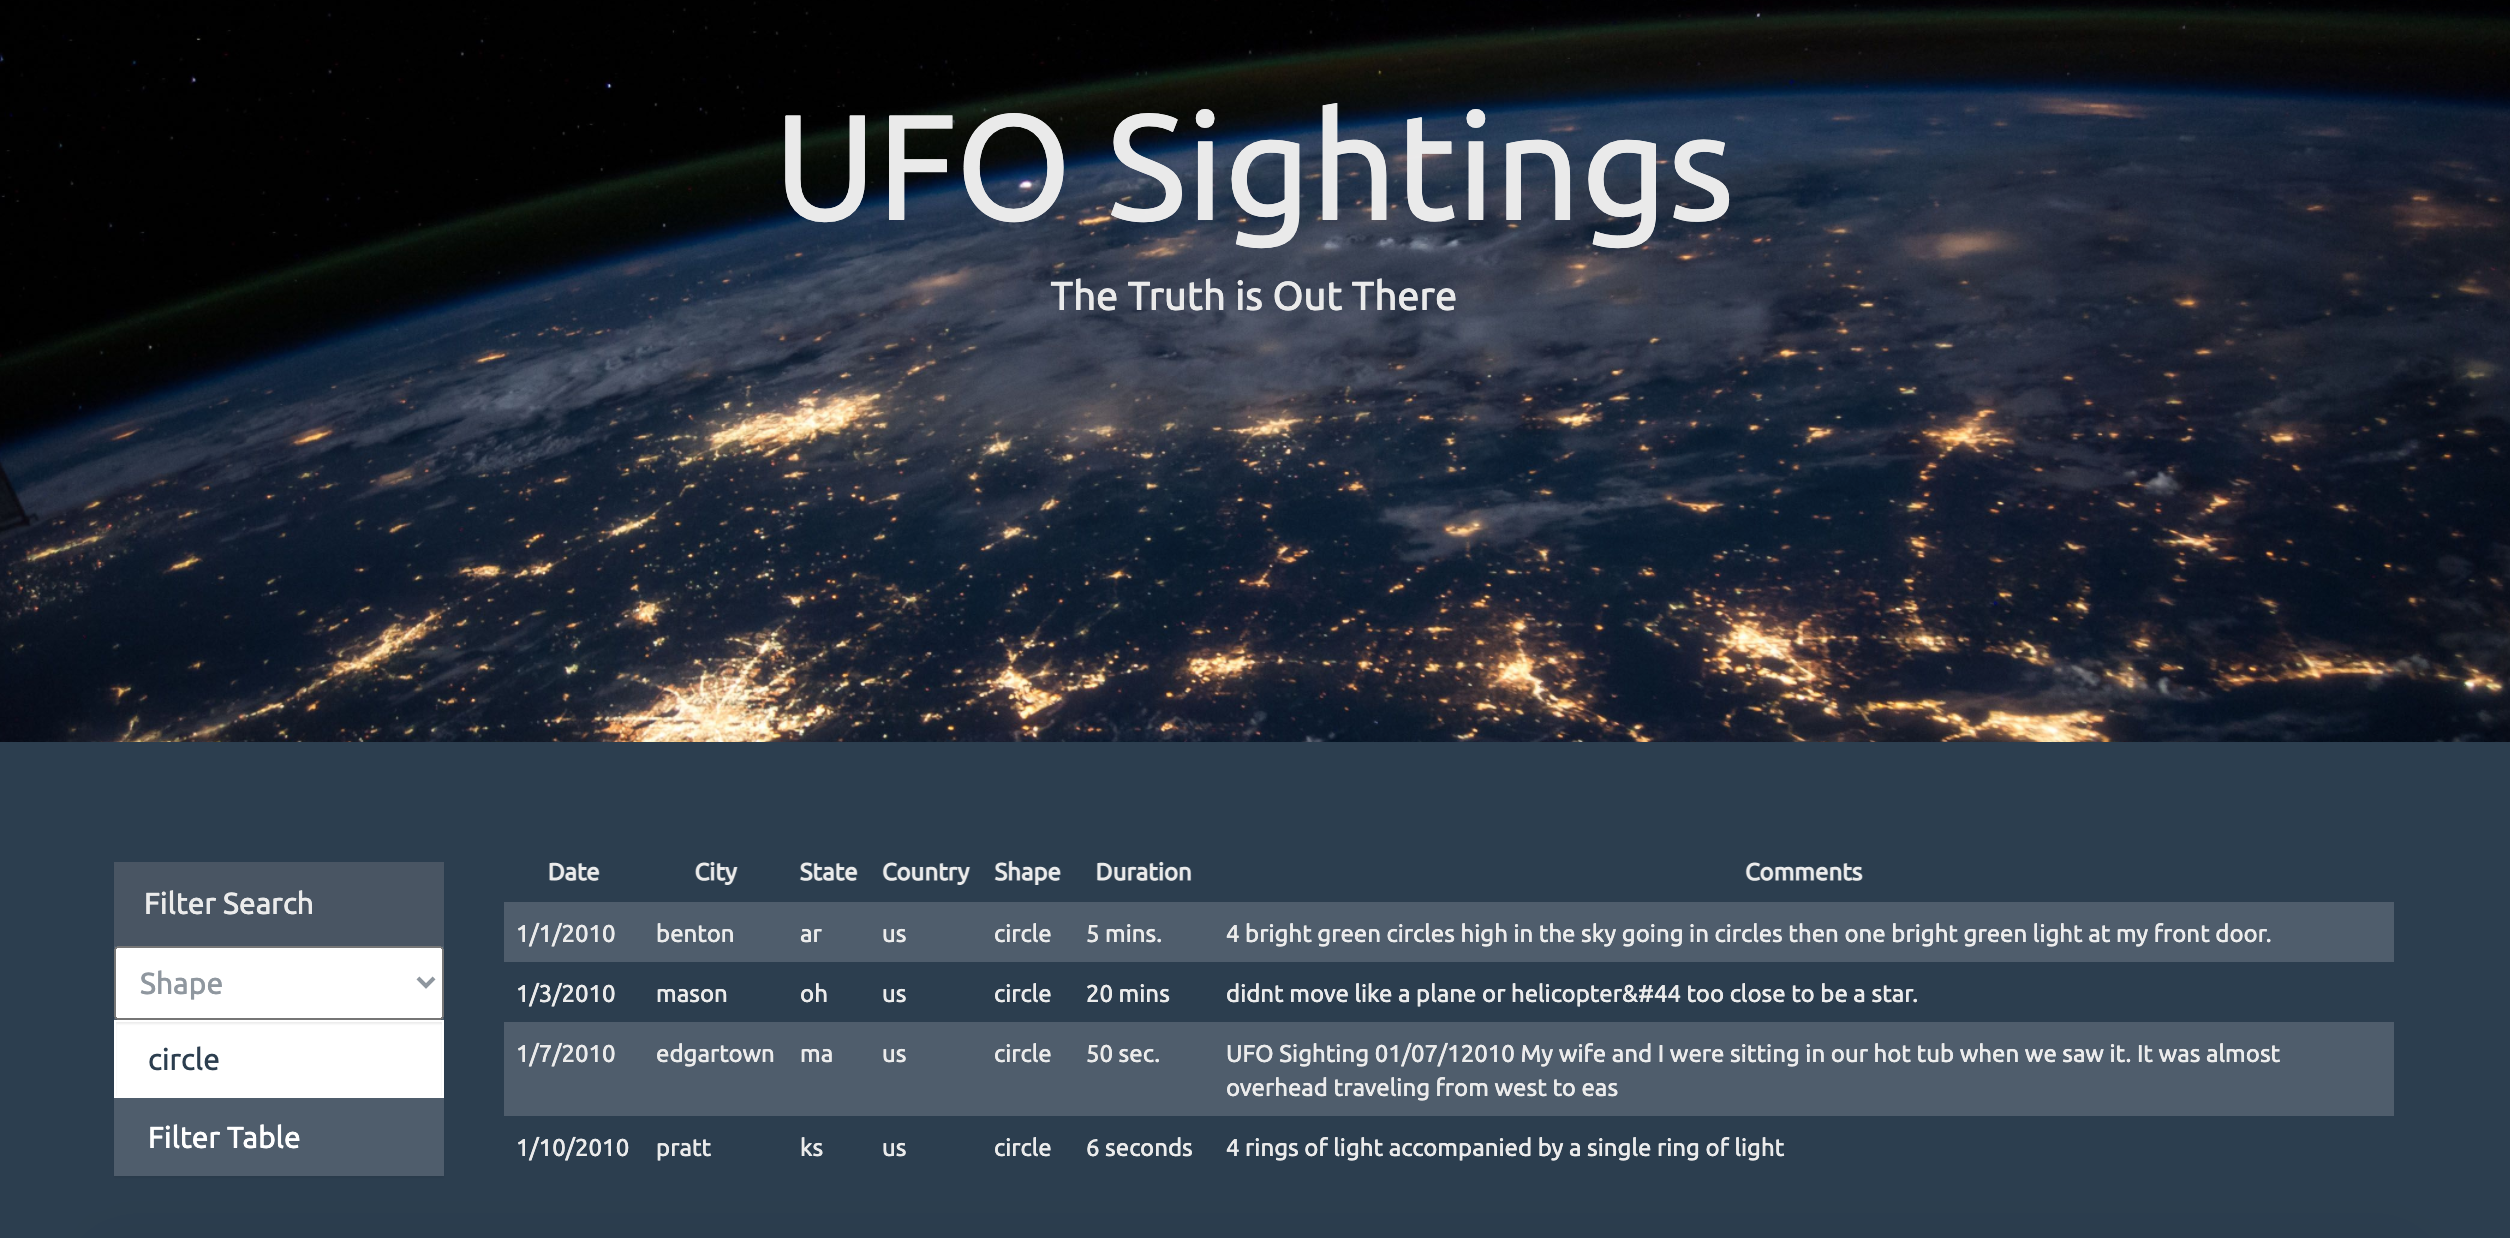 UFO Sightings
The Truth is Out There
Filter Search
Shape
circle
Filter Table
Date City State Country Shape Duration Comments
1/1/2010 benton ar us circle 5 mins. 4 bright green circles high in the sky going in circles then one bright green light at my front door.
1/3/2010 mason oh us circle 20 mins didnt move like a plane or helicopter&#44 too close to be a star.
1/7/2010 edgartown ma us circle 50 sec. UFO Sighting 01/07/12010 My wife and I were sitting in our hot tub when we saw it. It was almost
overhead traveling from west to eas
1/10/2010 pratt ks us circle 6 seconds 4 rings of light accompanied by a single ring of light